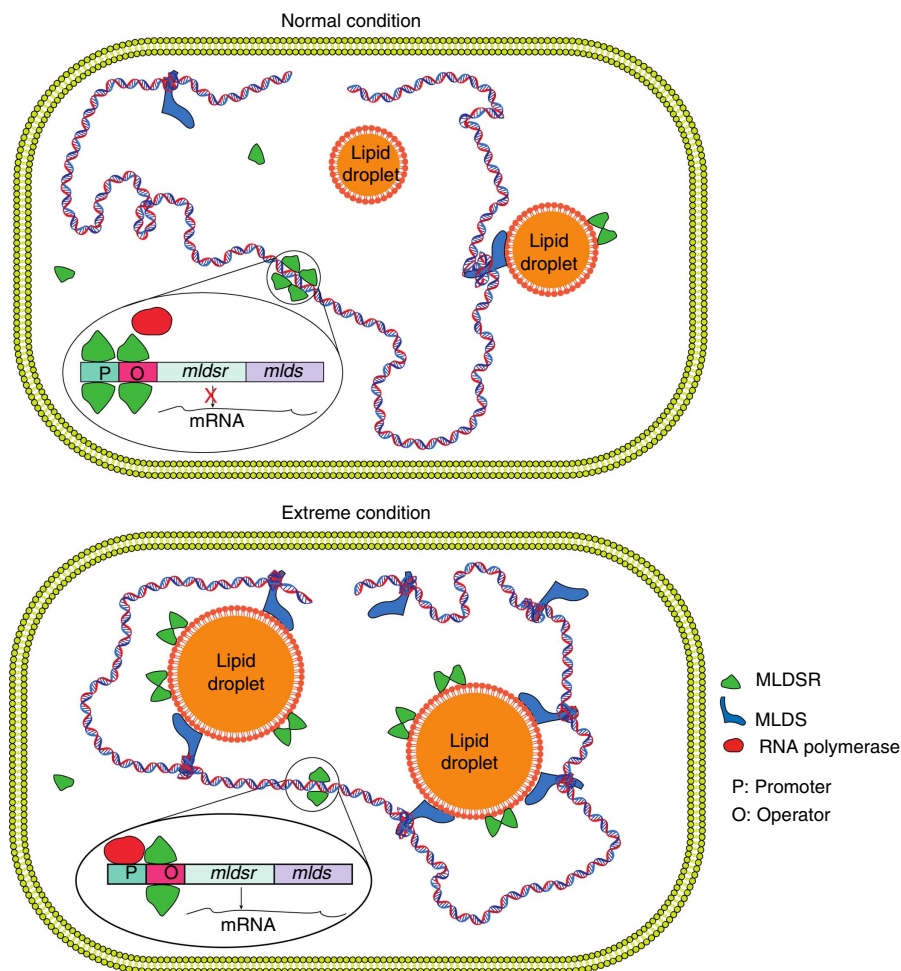 Normal condition
Lipid
droplet
Lipid
droplet
P O mldsr mlds
X
mRNA
Extreme condition
Lipid
droplet
Lipid
droplet
MLDSR
MLDS
RNA polymerase
P: Promoter
O: Operator
P O mldsr mlds
mRNA